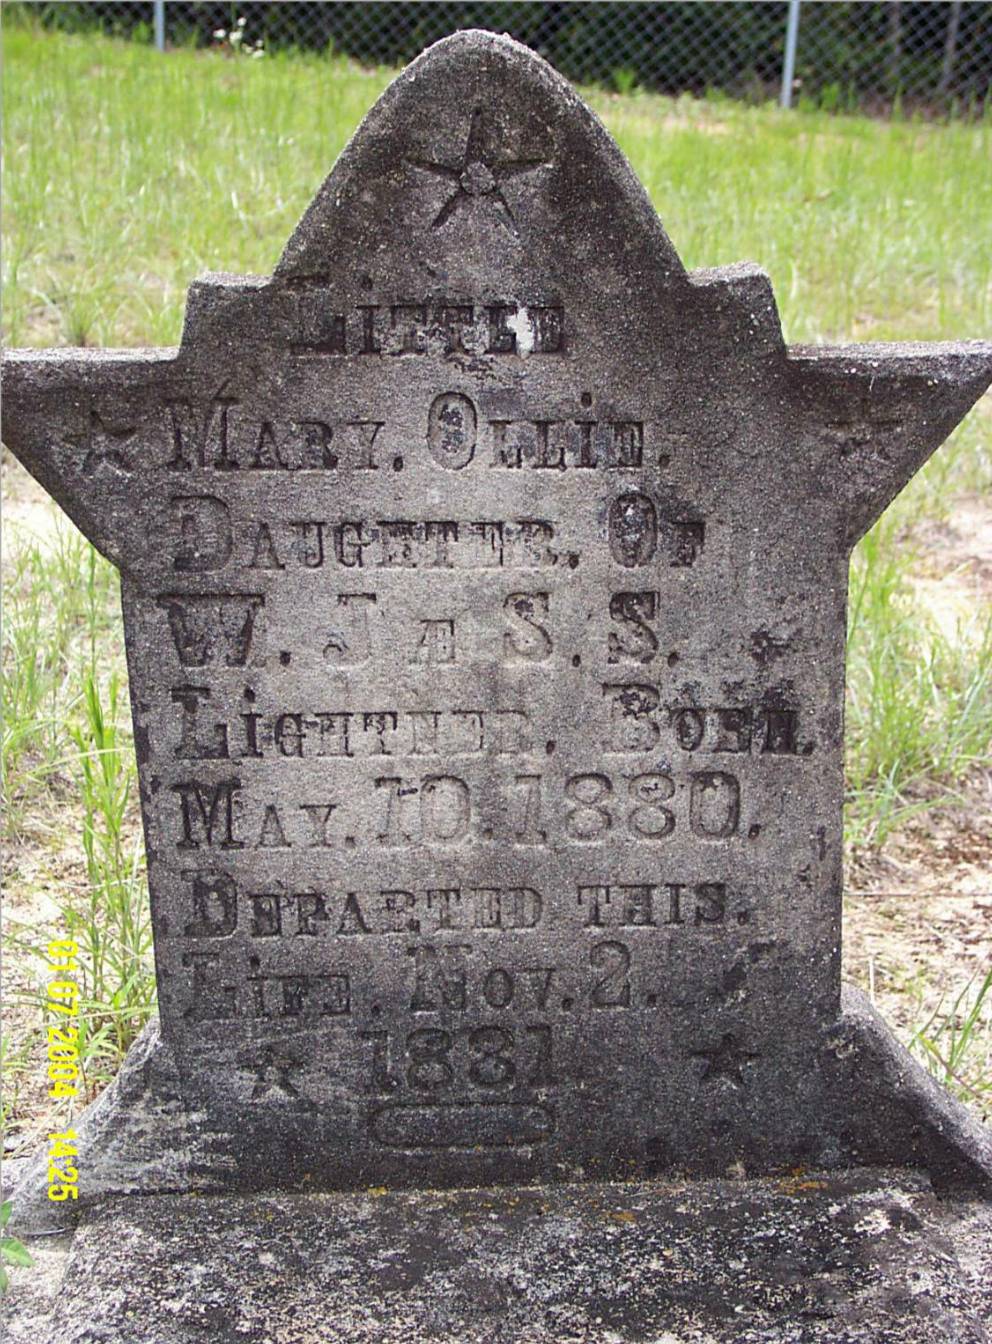 Little
Mary. Ollie.
Daughter. Of
W. J & S. S.
Lightner. Born.
May. 10. 1880.
Departed this.
Life. Nov. 2.
1881
01.07.2004 14:25